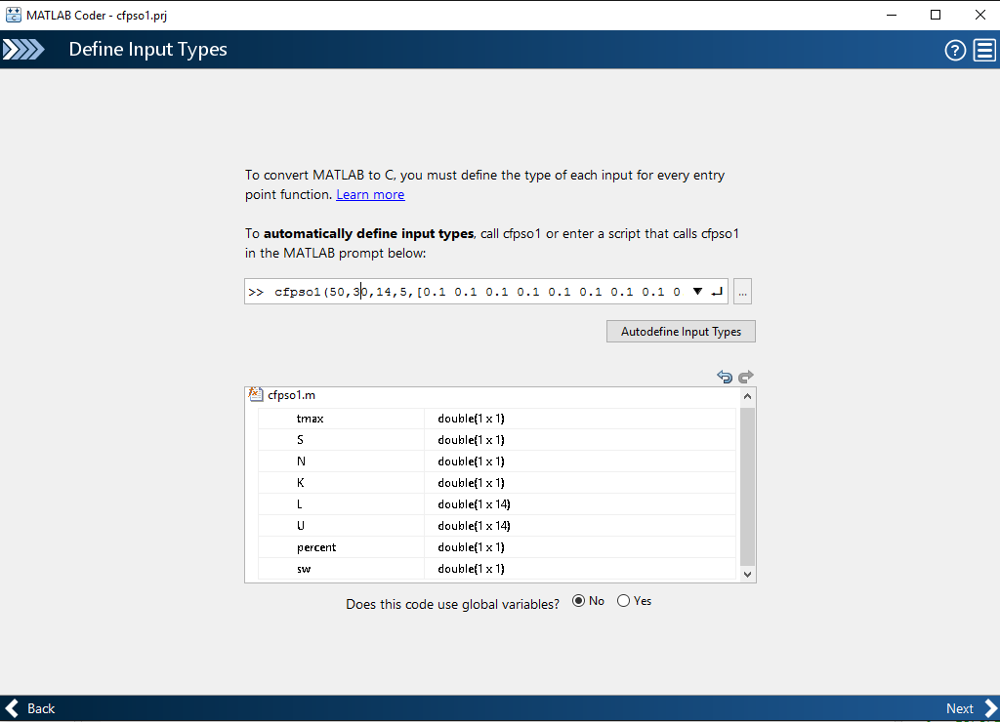 MATLAB Coder - cfpso1.prj
Define Input Types
To convert MATLAB to C, you must define the type of each input for every entry
point function. Learn more
To automatically define input types, call cfpso1 or enter a script that calls cfpso1
in the MATLAB prompt below:
>> cfpso1(50,30,14,5,[0.1 0.1 0.1 0.1 0.1 0.1 0.1 0.1 0
...
Autodefine Input Types
cfpso1.m
tmax double(1 x 1)
S double(1 x 1)
N double(1 x 1)
K double(1 x 1)
L double(1 x 14)
U double(1 x 14)
percent double(1 x 1)
sw double(1 x 1)
Does this code use global variables? No Yes
Back Next